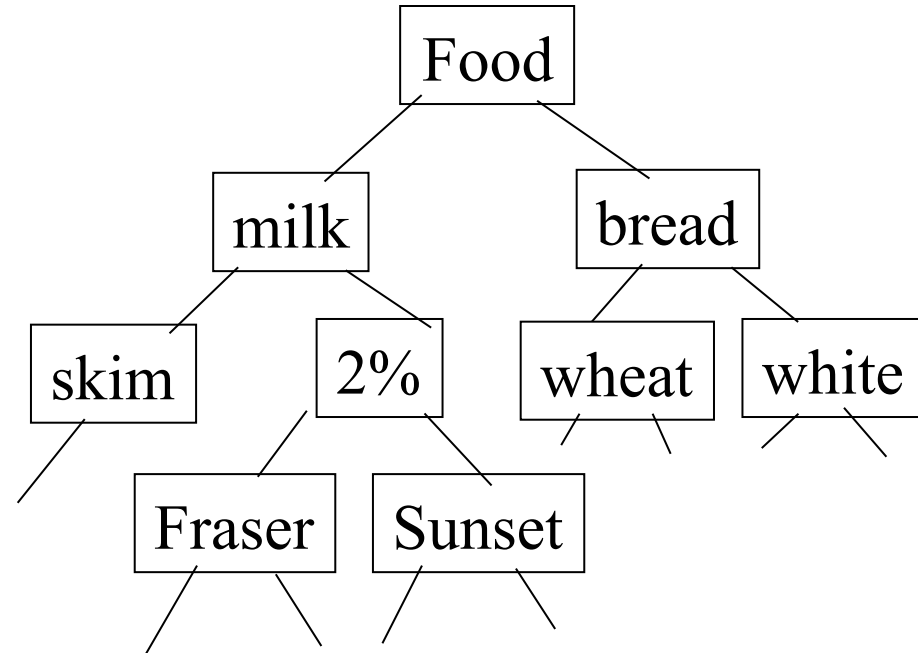 Food
milk
bread
skim
2%
wheat
white
Fraser
Sunset